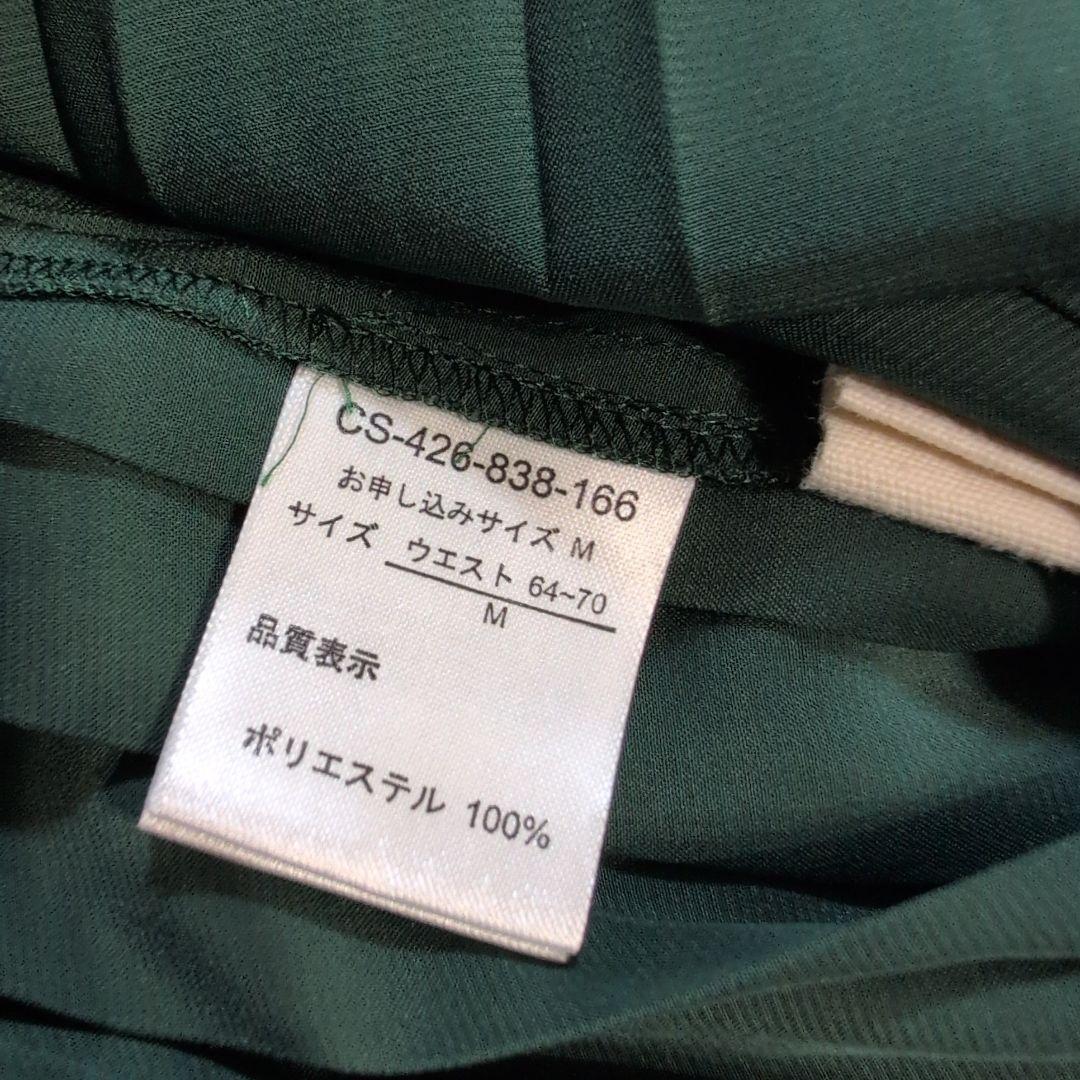 CS-426-838-166
お申し込みサイズ M
サイズ ウエスト 64~70
M
品質表示
ポリエステル 100%